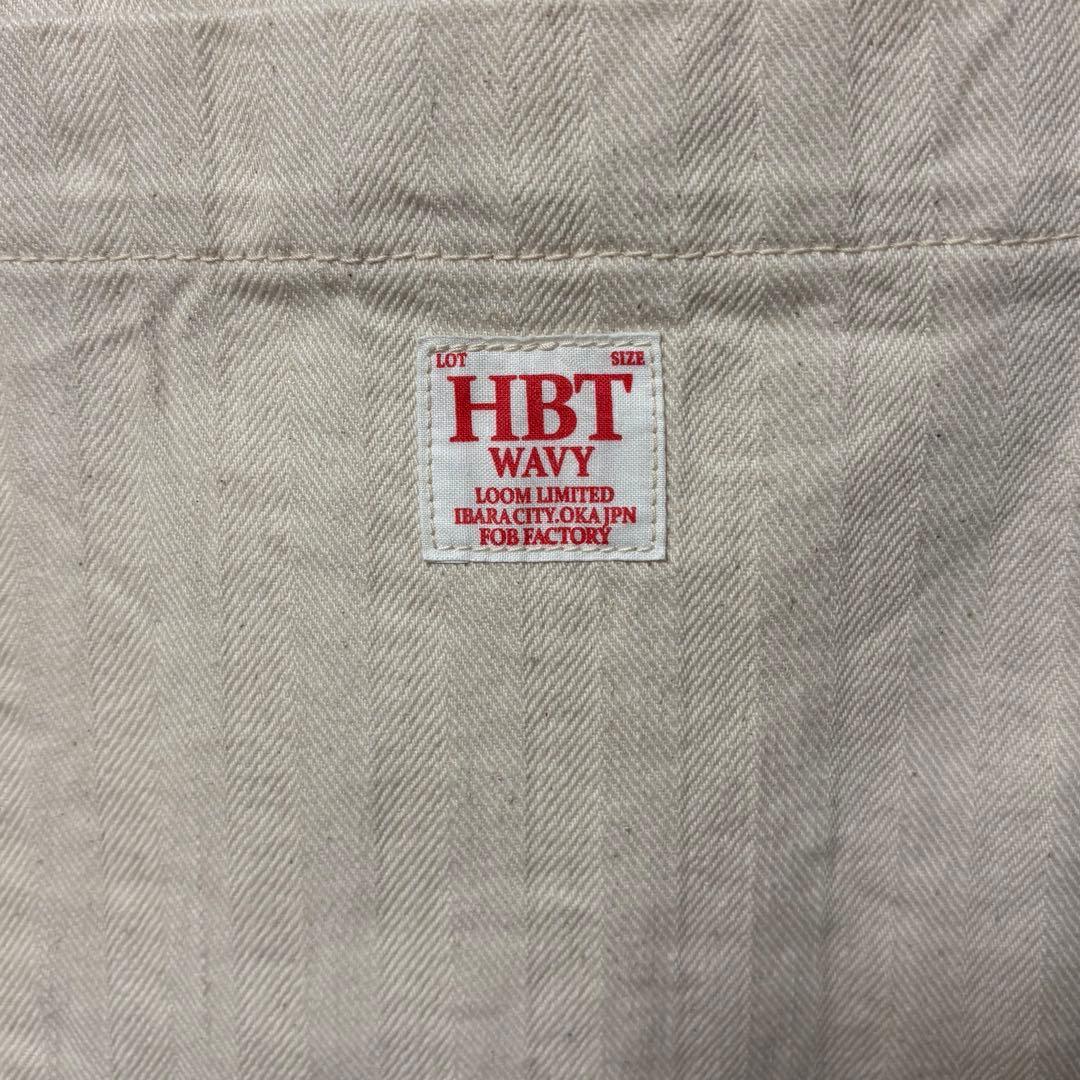 LOT SIZE
HBT
WAVY
LOOM LIMITED
IBARA CITY.OKA JPN
FOB FACTORY